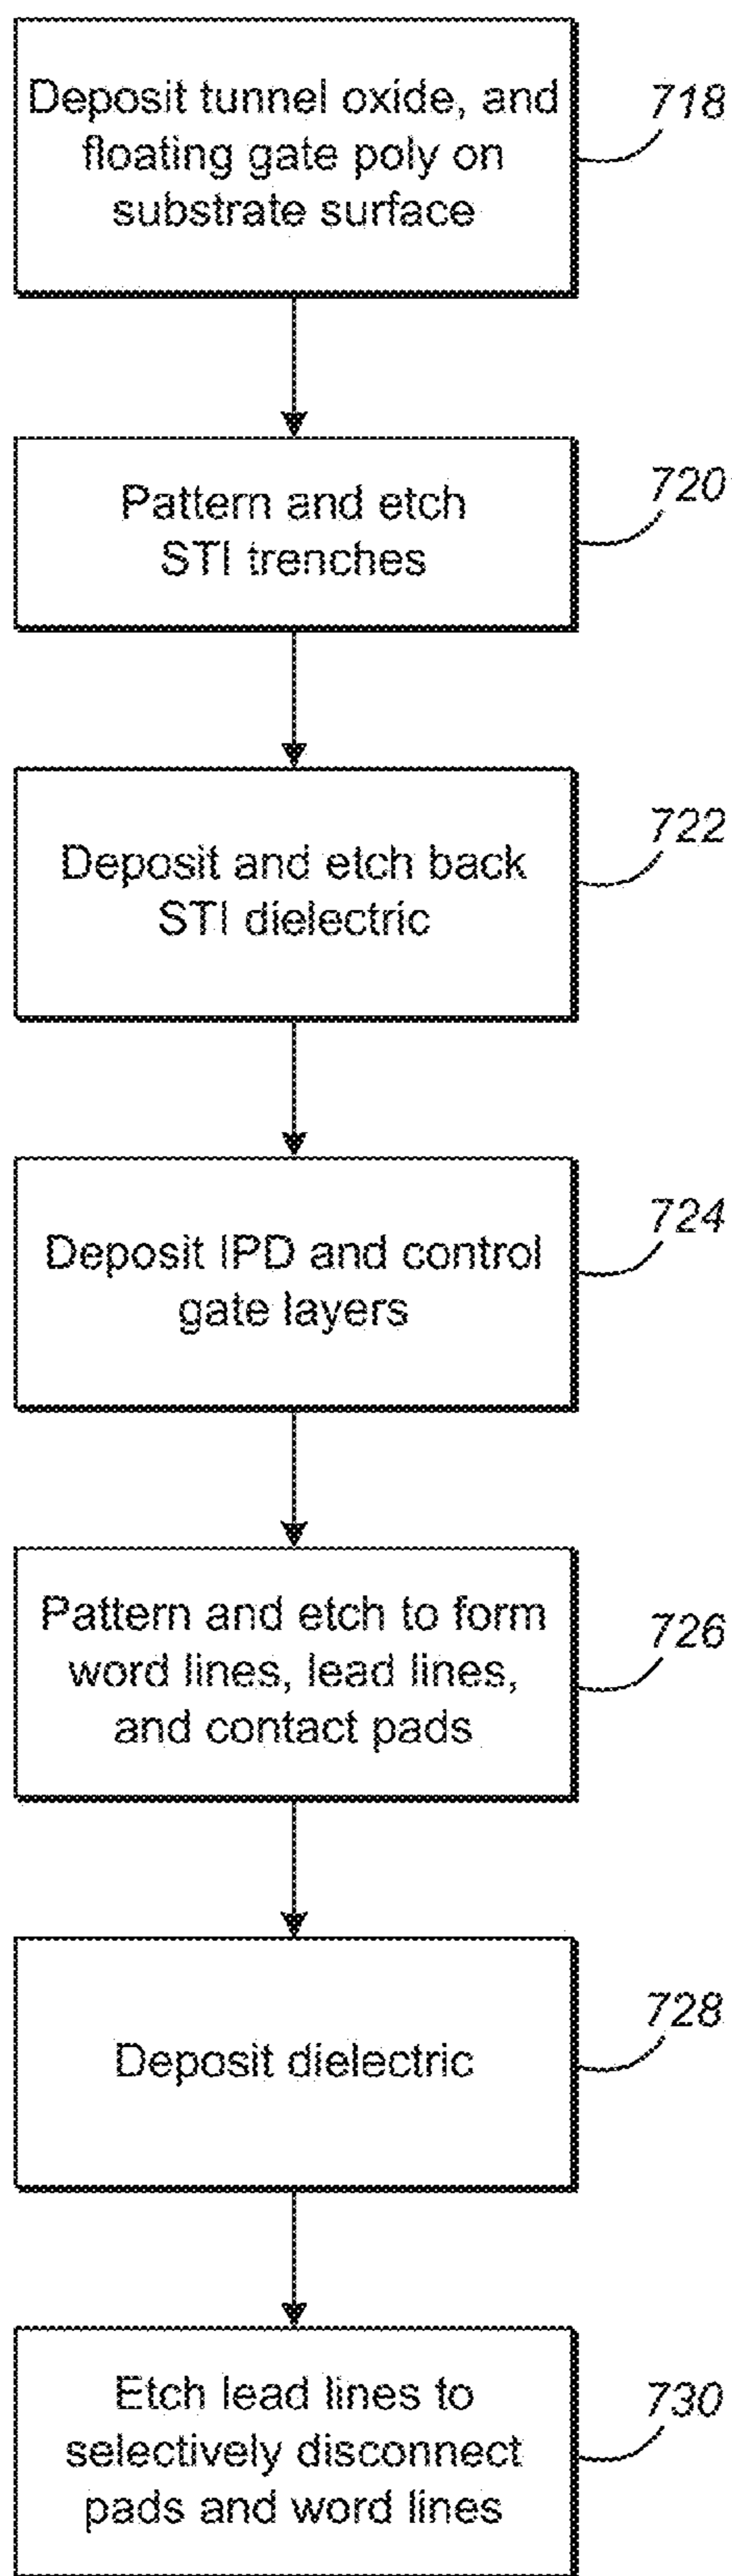 Deposit tunnel oxide, and
floating gate poly on
substrate surface
718
Pattern and etch
STI trenches
720
Deposit and etch back
STI dielectric
722
Deposit IPD and control
gate layers
724
Pattern and etch to form
word lines, lead lines,
and contact pads
726
Deposit dielectric
728
Etch lead lines to
selectively disconnect
pads and word lines
730